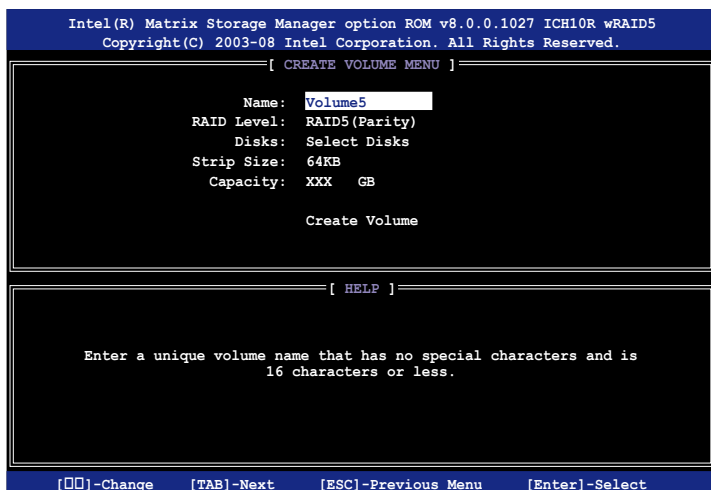 Intel(R) Matrix Storage Manager option ROM v8.0.0.1027 ICH10R wRAID5
Copyright(C) 2003-08 Intel Corporation. All Rights Reserved.
[ CREATE VOLUME MENU ]
Name: Volume5
RAID Level: RAID5(Parity)
Disks: Select Disks
Strip Size: 64KB
Capacity: XXX GB
Create Volume
[ HELP ]
Enter a unique volume name that has no special characters and is
16 characters or less.
[▯▯]-Change [TAB]-Next [ESC]-Previous Menu [Enter]-Select